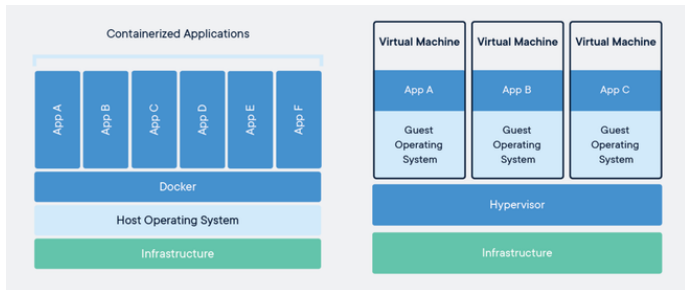 Containerized Applications
App A
App B
App C
App D
App E
App F
Docker
Host Operating System
Infrastructure
Virtual Machine
App A
Guest
Operating
System
Virtual Machine
App B
Guest
Operating
System
Virtual Machine
App C
Guest
Operating
System
Hypervisor
Infrastructure